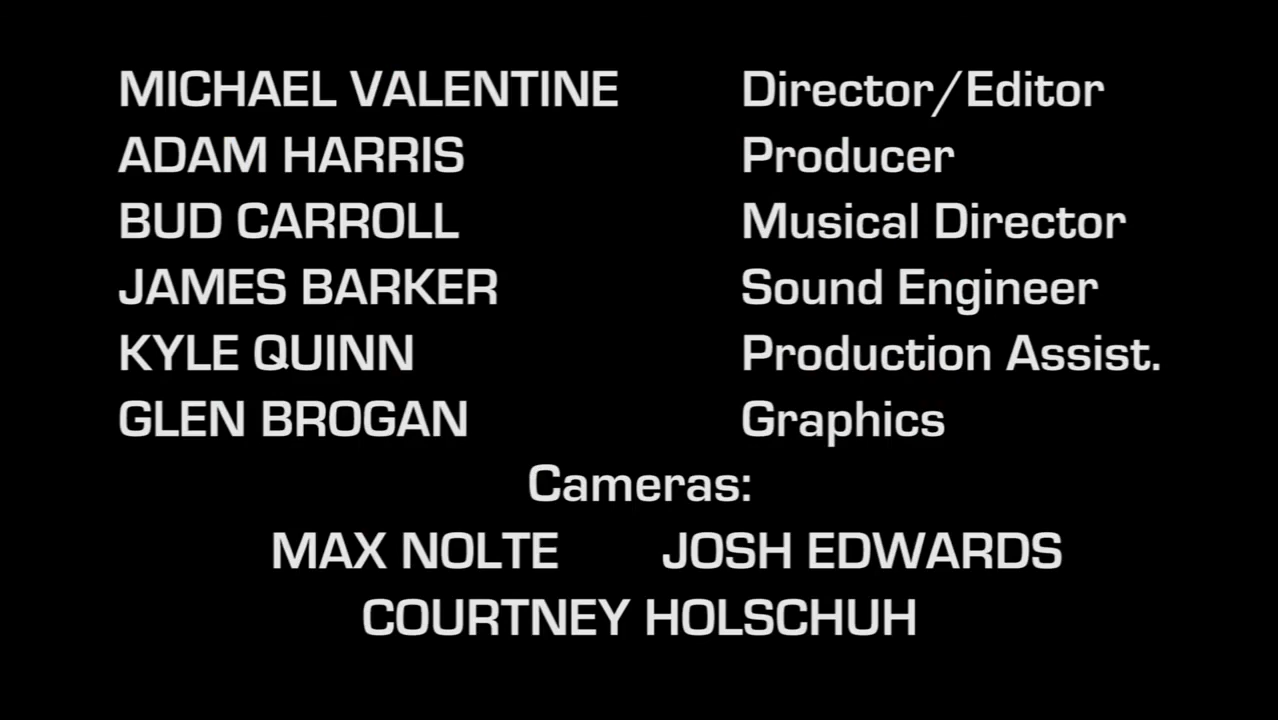 MICHAEL VALENTINE Director/Editor
ADAM HARRIS Producer
BUD CARROLL Musical Director
JAMES BARKER Sound Engineer
KYLE QUINN Production Assist.
GLEN BROGAN Graphics
Cameras:
MAX NOLTE JOSH EDWARDS
COURTNEY HOLSCHUH